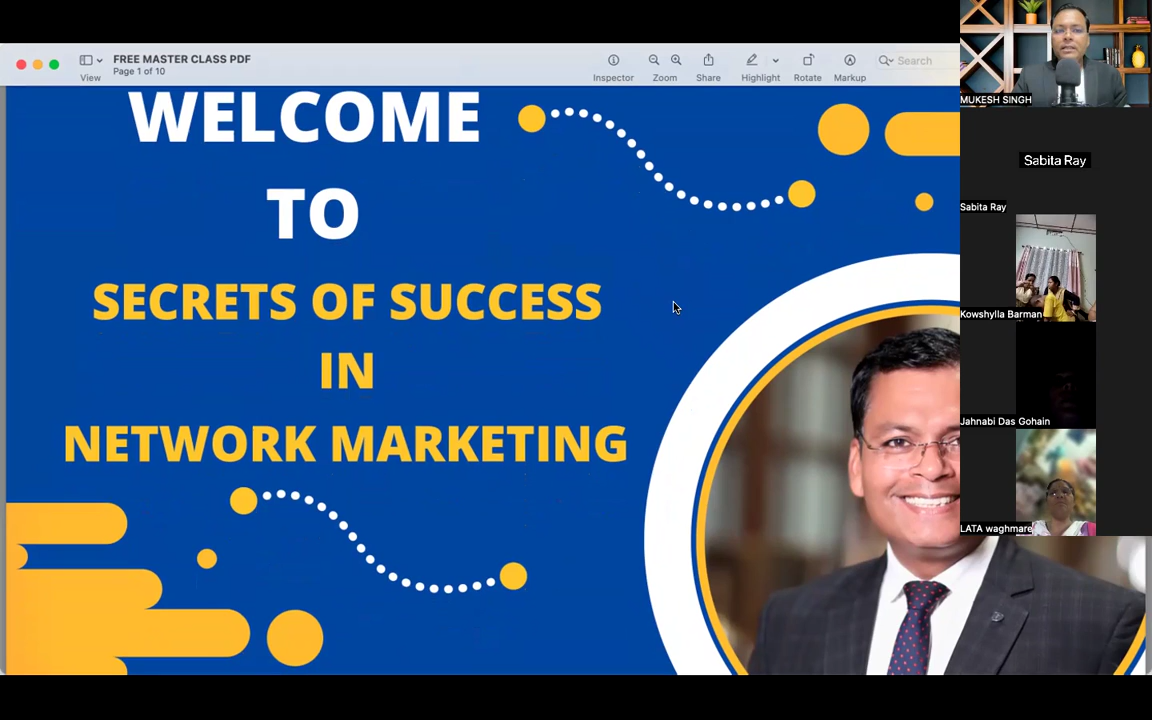 FREE MASTER CLASS PDF
Page 1 of 10
View
Inspector
Zoom
Share
Highlight
Rotate
Markup
Search
WELCOME
TO
SECRETS OF SUCCESS
IN
NETWORK MARKETING
MUKESH SINGH
Sabita Ray
Sabita Ray
Kowshylla Barman
Jahnabi Das Gohain
LATA waghmare